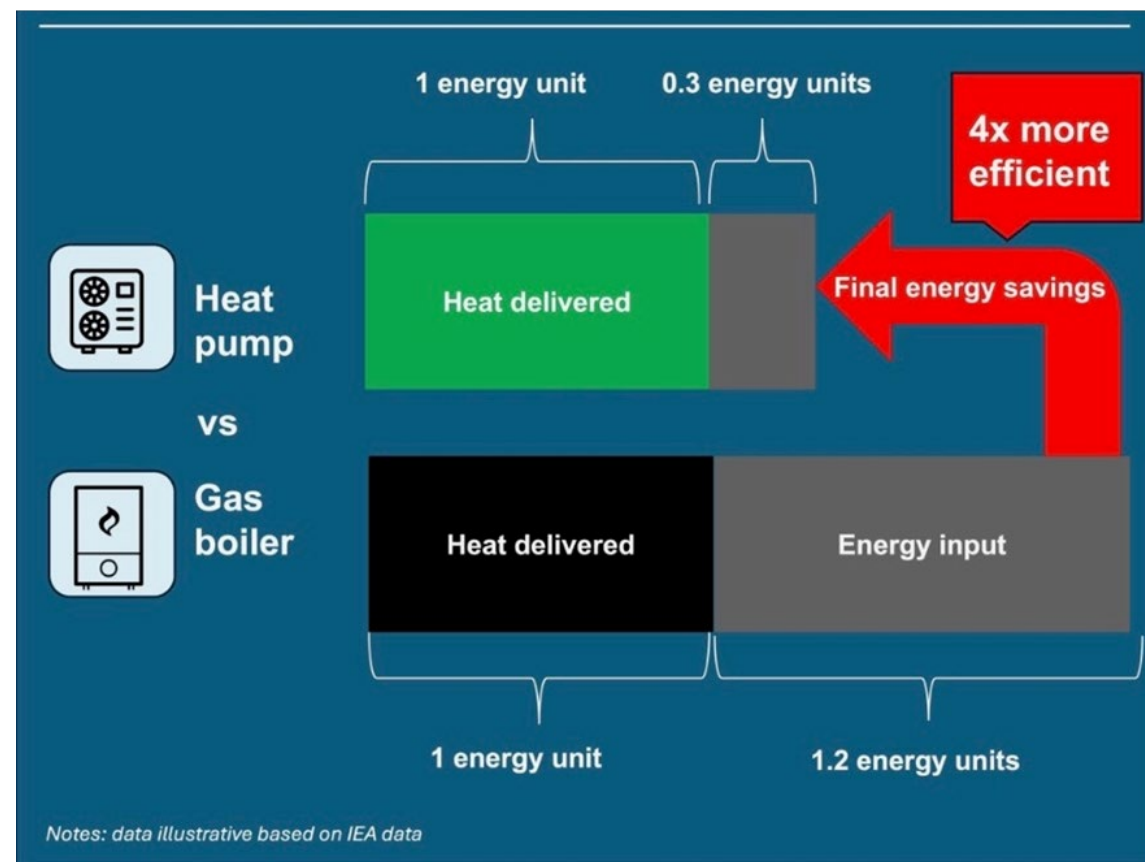 1 energy unit
0.3 energy units
4x more
efficient
Heat
pump
Heat delivered
Final energy savings
vs
Gas
boiler
Heat delivered
Energy input
1 energy unit
1.2 energy units
Notes: data illustrative based on IEA data